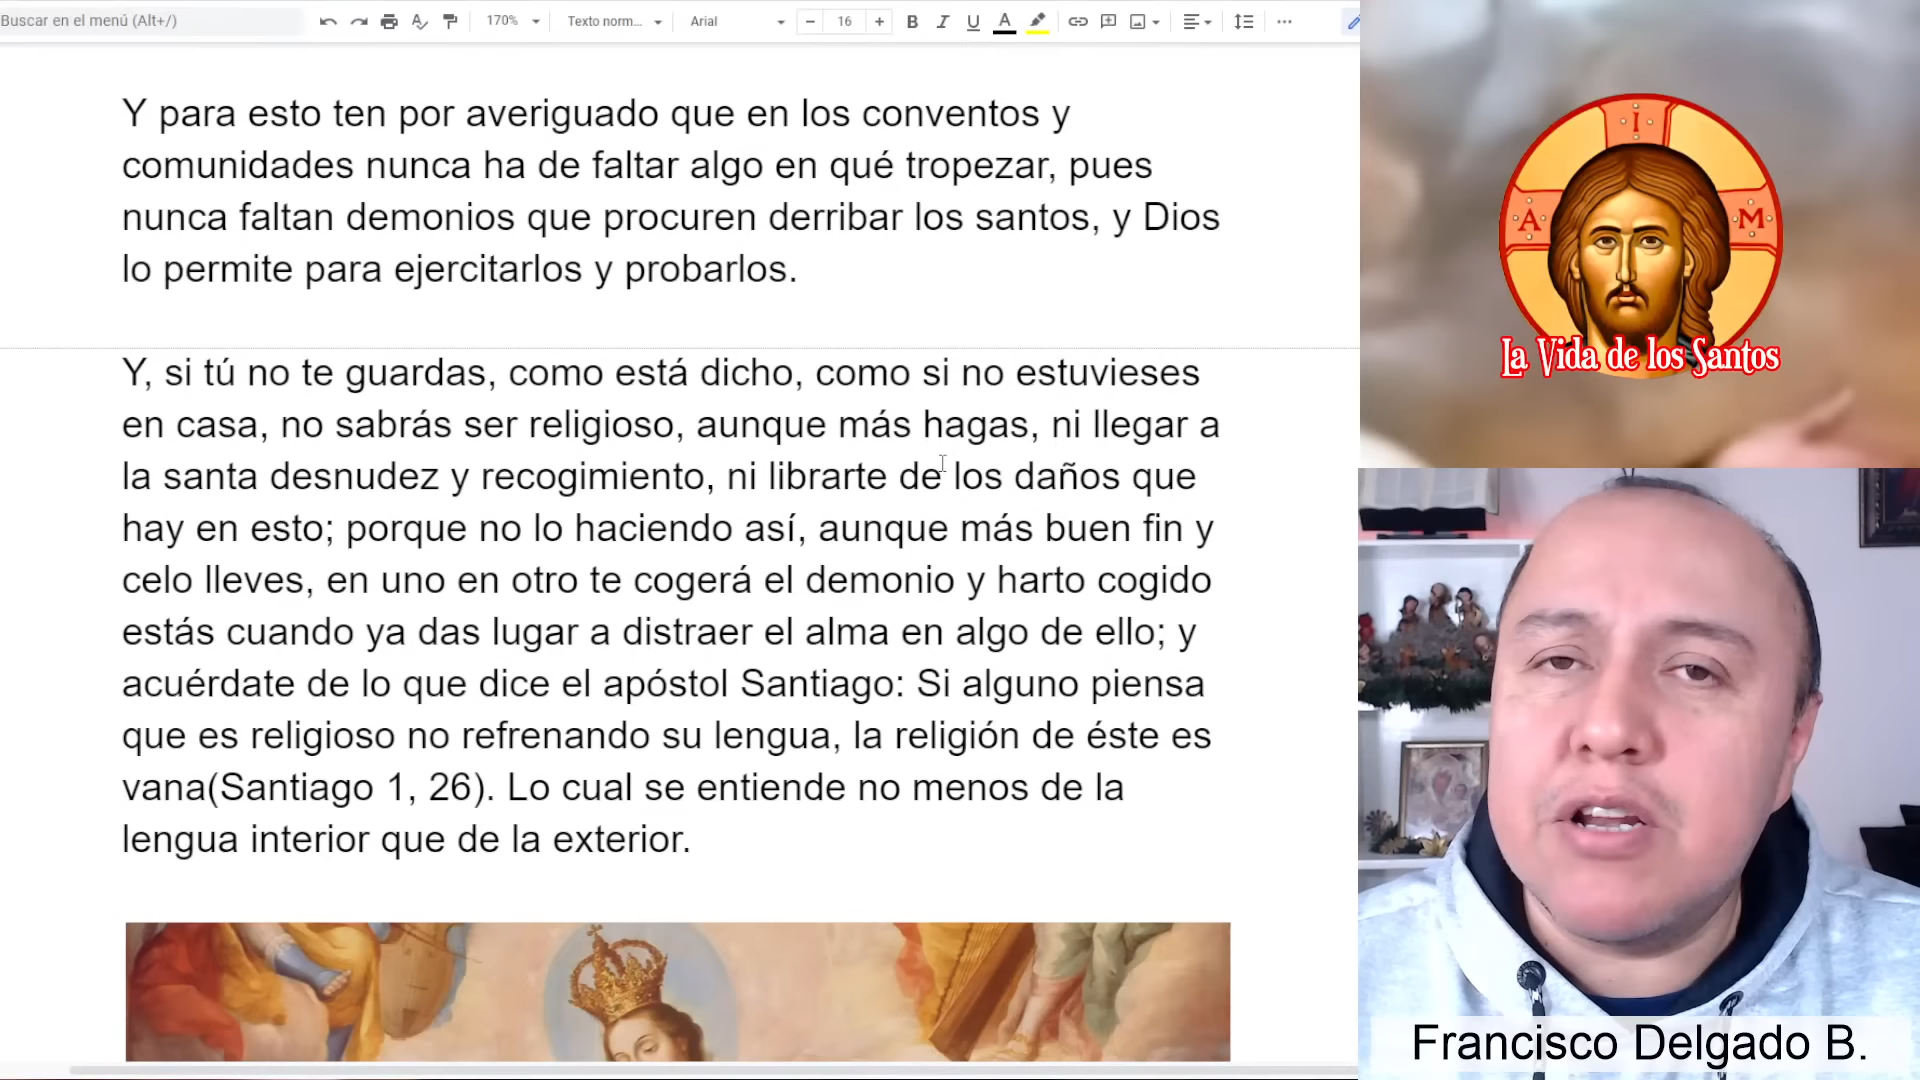 Buscar en el menú (Alt+/)
170%
Texto norm...
Arial
16
B I U A
Y para esto ten por averiguado que en los conventos y
comunidades nunca ha de faltar algo en qué tropezar, pues
nunca faltan demonios que procuren derribar los santos, y Dios
lo permite para ejercitarlos y probarlos.
Y, si tú no te guardas, como está dicho, como si no estuvieses
en casa, no sabrás ser religioso, aunque más hagas, ni llegar a
la santa desnudez y recogimiento, ni librarte de los daños que
hay en esto; porque no lo haciendo así, aunque más buen fin y
celo lleves, en uno en otro te cogerá el demonio y harto cogido
estás cuando ya das lugar a distraer el alma en algo de ello; y
acuérdate de lo que dice el apóstol Santiago: Si alguno piensa
que es religioso no refrenando su lengua, la religión de éste es
vana(Santiago 1, 26). Lo cual se entiende no menos de la
lengua interior que de la exterior.
I
A M
La Vida de los Santos
Francisco Delgado B.